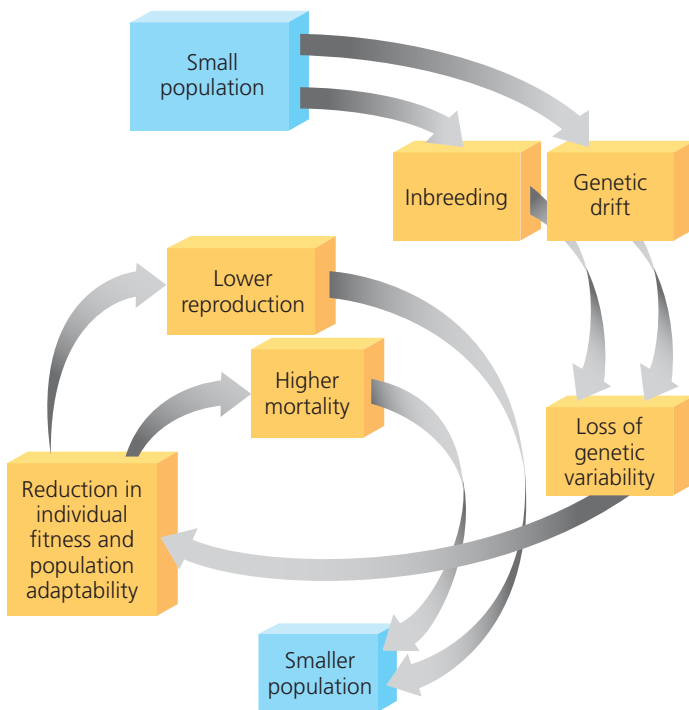 Small
population
Inbreeding
Genetic
drift
Lower
reproduction
Higher
mortality
Loss of
genetic
variability
Reduction in
individual
fitness and
population
adaptability
Smaller
population